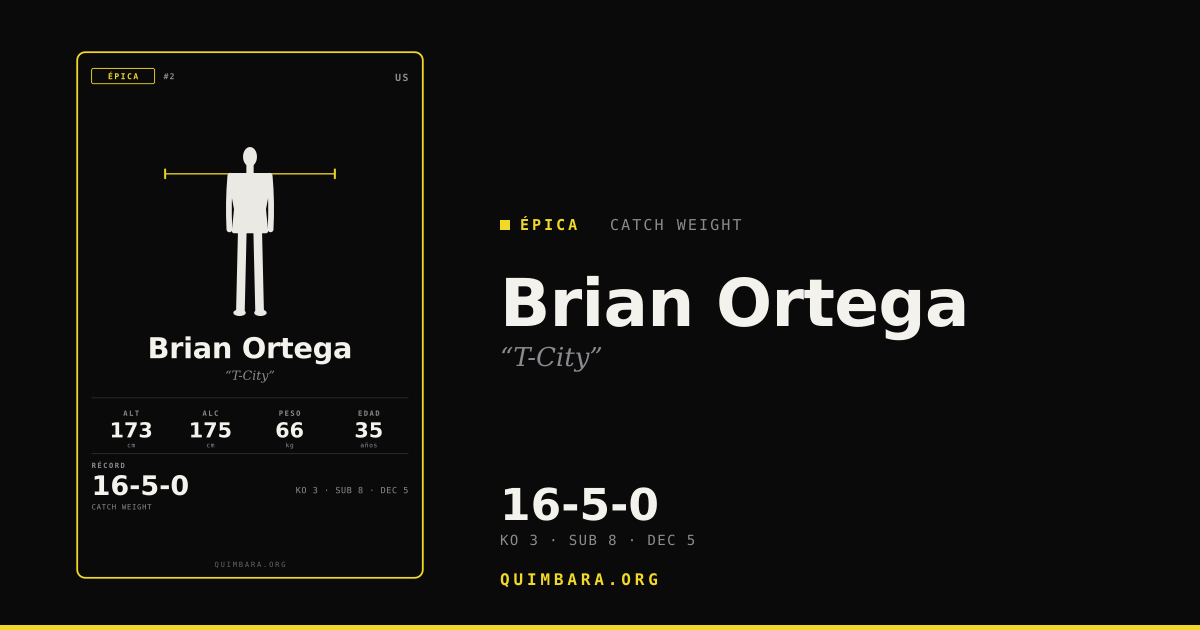 ÉPICA #2 US
Brian Ortega
“T-City”
ALT ALC PESO EDAD
173 175 66 35
cm cm kg años
RÉCORD
16-5-0 KO 3 · SUB 8 · DEC 5
CATCH WEIGHT
QUIMBARA.ORG
ÉPICA CATCH WEIGHT
Brian Ortega
“T-City”
16-5-0
KO 3 · SUB 8 · DEC 5
QUIMBARA.ORG